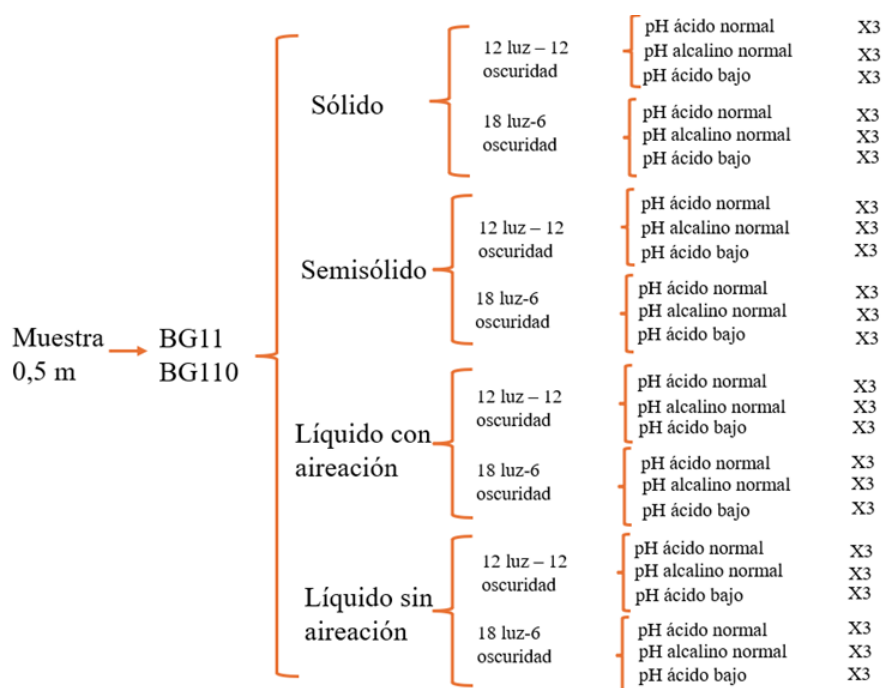 Muestra
0,5 m
BG11
BG110
Sólido
12 luz – 12
oscuridad
pH ácido normal X3
pH alcalino normal X3
pH ácido bajo X3
18 luz-6
oscuridad
pH ácido normal X3
pH alcalino normal X3
pH ácido bajo X3
Semisólido
12 luz – 12
oscuridad
pH ácido normal X3
pH alcalino normal X3
pH ácido bajo X3
18 luz-6
oscuridad
pH ácido normal X3
pH alcalino normal X3
pH ácido bajo X3
Líquido con
aireación
12 luz – 12
oscuridad
pH ácido normal X3
pH alcalino normal X3
pH ácido bajo X3
18 luz-6
oscuridad
pH ácido normal X3
pH alcalino normal X3
pH ácido bajo X3
Líquido sin
aireación
12 luz – 12
oscuridad
pH ácido normal X3
pH alcalino normal X3
pH ácido bajo X3
18 luz-6
oscuridad
pH ácido normal X3
pH alcalino normal X3
pH ácido bajo X3